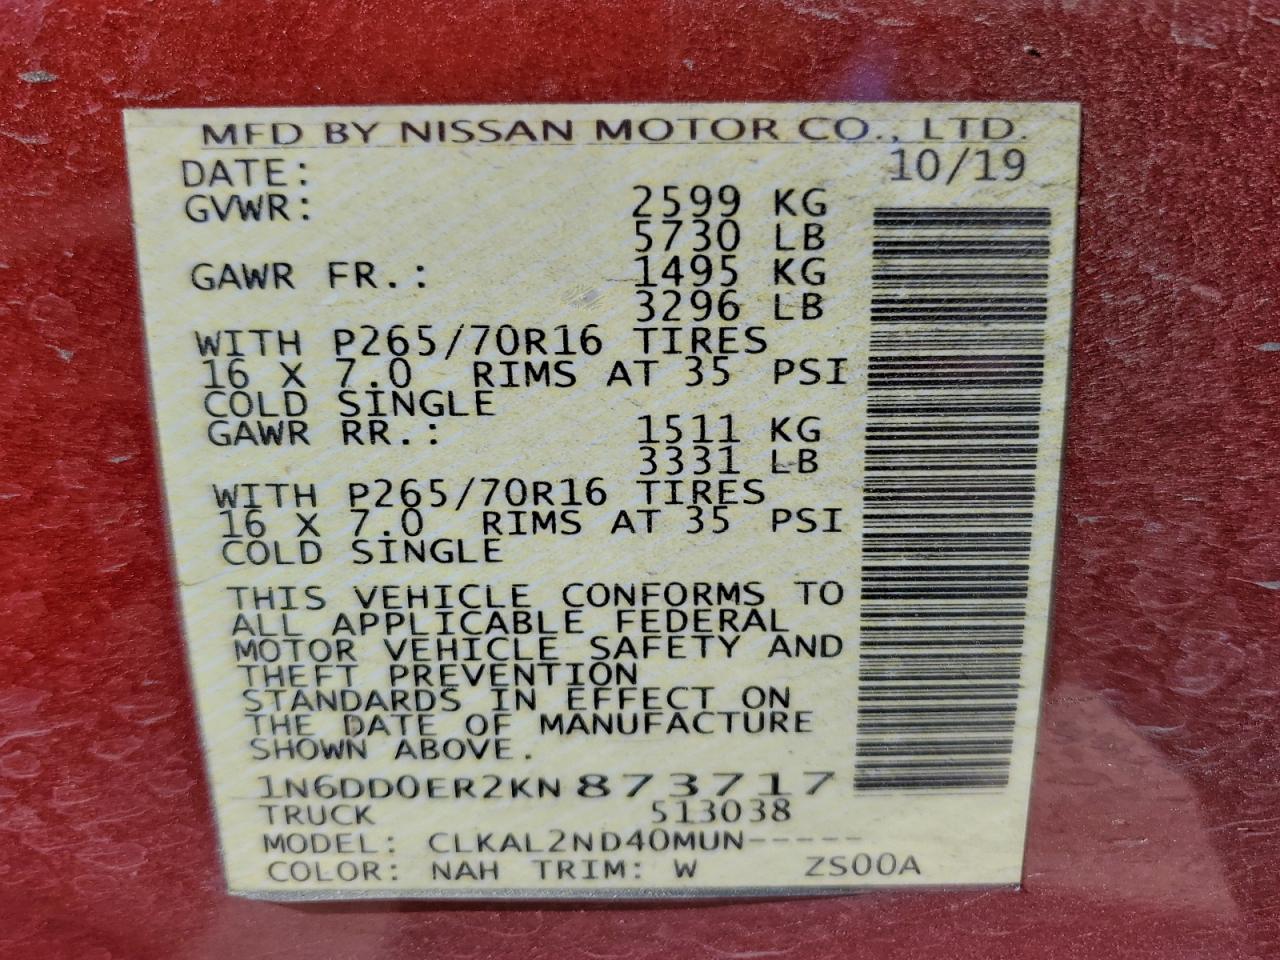 MFD BY NISSAN MOTOR CO., LTD.
DATE: 10/19
GVWR: 2599 KG
5730 LB
GAWR FR.: 1495 KG
3296 LB
WITH P265/70R16 TIRES
16 X 7.0 RIMS AT 35 PSI
COLD SINGLE
GAWR RR.: 1511 KG
3331 LB
WITH P265/70R16 TIRES
16 X 7.0 RIMS AT 35 PSI
COLD SINGLE
THIS VEHICLE CONFORMS TO
ALL APPLICABLE FEDERAL
MOTOR VEHICLE SAFETY AND
THEFT PREVENTION
STANDARDS IN EFFECT ON
THE DATE OF MANUFACTURE
SHOWN ABOVE.
1N6DD0ER2KN873717
TRUCK 513038
MODEL: CLKAL2ND40MUN-----
COLOR: NAH TRIM: W ZS00A